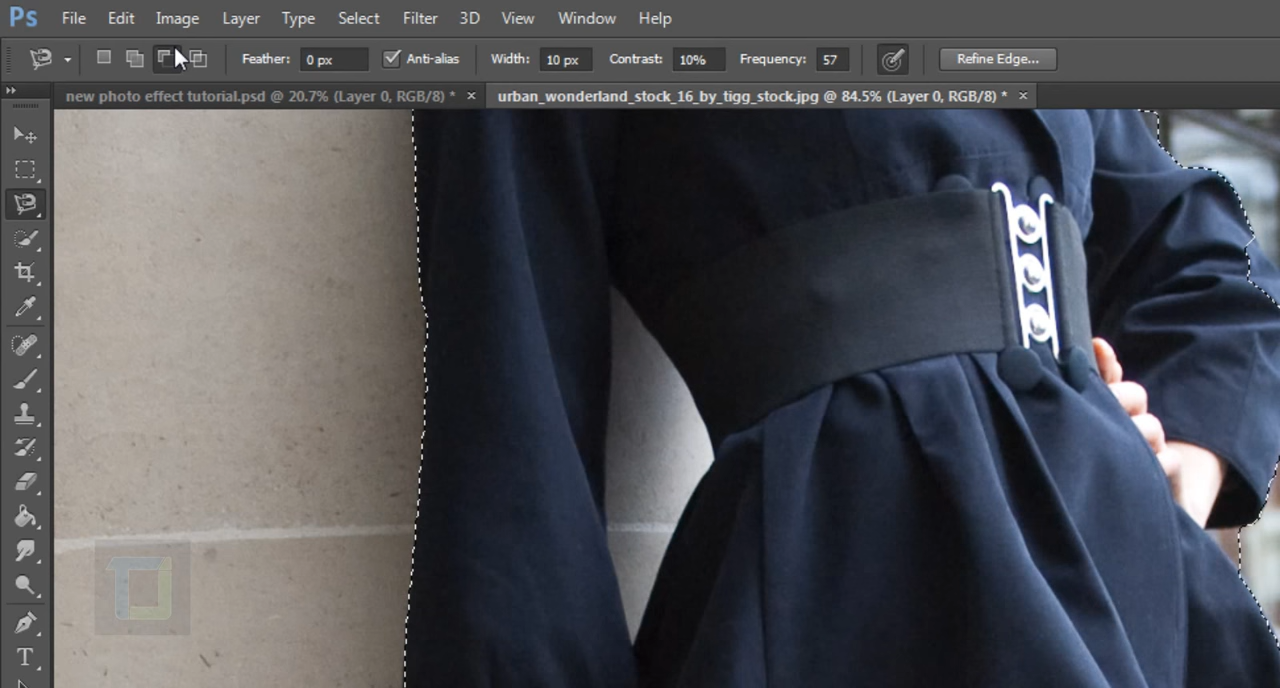 Ps File Edit Image Layer Type Select Filter 3D View Window Help
Feather: 0 px Anti-alias Width: 10 px Contrast: 10% Frequency: 57 Refine Edge...
new photo effect tutorial.psd @ 20.7% (Layer 0, RGB/8) * × urban_wonderland_stock_16_by_tigg_stock.jpg @ 84.5% (Layer 0, RGB/8) * ×
T